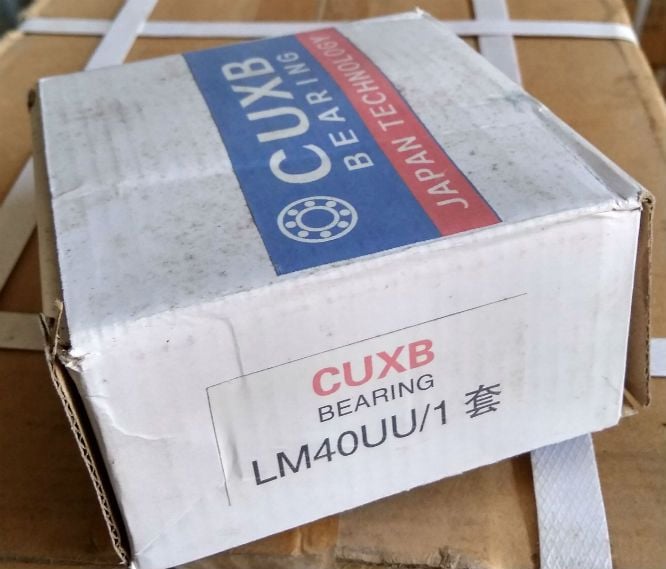 CUXB
BEARING
JAPAN TECHNOLOGY
CUXB
BEARING
LM40UU/1 套